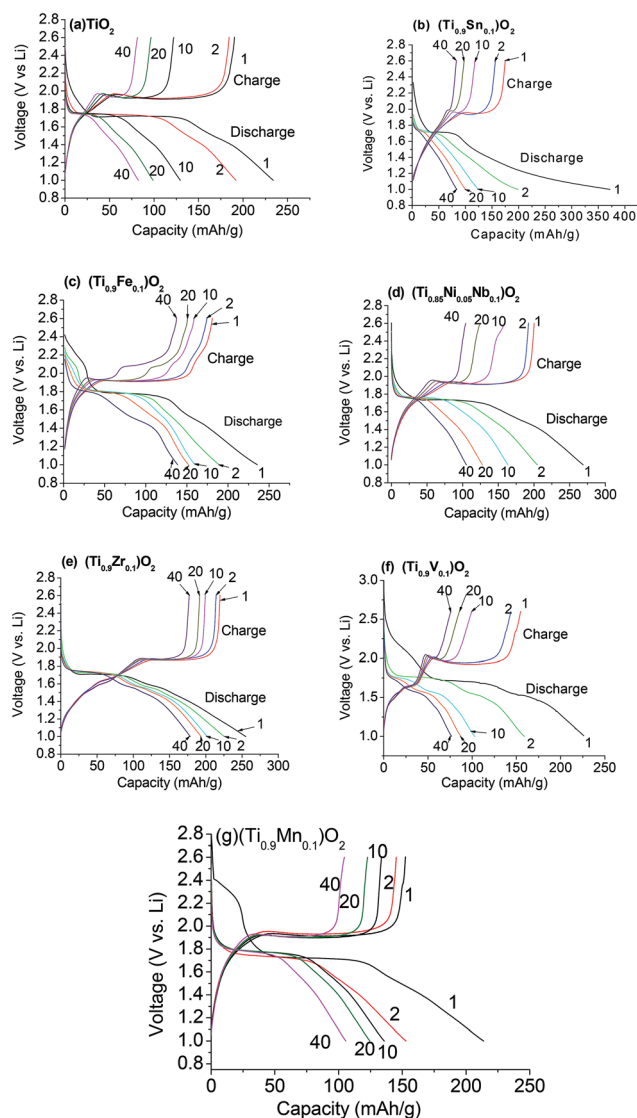 (a)TiO2
2.8
2.6
2.4
2.2
2.0
1.8
1.6
1.4
1.2
1.0
0.8
Voltage (V vs Li)
40
20
10
2
1
Charge
Discharge
40
20
10
2
1
0 50 100 150 200 250
Capacity (mAh/g)
(b) (Ti0.9Sn0.1)O2
2.8
2.6
2.4
2.2
2.0
1.8
1.6
1.4
1.2
1.0
0.8
Voltage (V vs. Li)
40 20 10 2 1
Charge
Discharge
40 20 10 2 1
0 50 100 150 200 250 300 350 400
Capacity (mAh/g)
(c) (Ti0.9Fe0.1)O2
2.8
2.6
2.4
2.2
2.0
1.8
1.6
1.4
1.2
1.0
0.8
Voltage (V vs. Li)
40 20 10 2 1
Charge
Discharge
40 20 10 2 1
0 50 100 150 200 250
Capacity (mAh/g)
(d) (Ti0.85Ni0.05Nb0.1)O2
2.8
2.6
2.4
2.2
2.0
1.8
1.6
1.4
1.2
1.0
0.8
Voltage (V vs. Li)
40 20 10 2 1
Charge
Discharge
40 20 10 2 1
0 50 100 150 200 250 300
Capacity (mAh/g)
(e) (Ti0.9Zr0.1)O2
2.8
2.6
2.4
2.2
2.0
1.8
1.6
1.4
1.2
1.0
0.8
Voltage (V vs. Li)
40 20 10 2
1
Charge
Discharge
1
40 20 10 2
0 50 100 150 200 250 300
Capacity (mAh/g)
(f) (Ti0.9V0.1)O2
3.0
2.5
2.0
1.5
1.0
Voltage (V vs. Li)
40 20 10 2 1
Charge
Discharge
40 20 10 2 1
0 50 100 150 200 250
Capacity (mAh/g)
(g)(Ti0.9Mn0.1)O2
2.8
2.6
2.4
2.2
2.0
1.8
1.6
1.4
1.2
1.0
0.8
Voltage (V vs. Li)
40
20
10
2
1
40
20
10
2
1
0 50 100 150 200 250
Capacity (mAh/g)